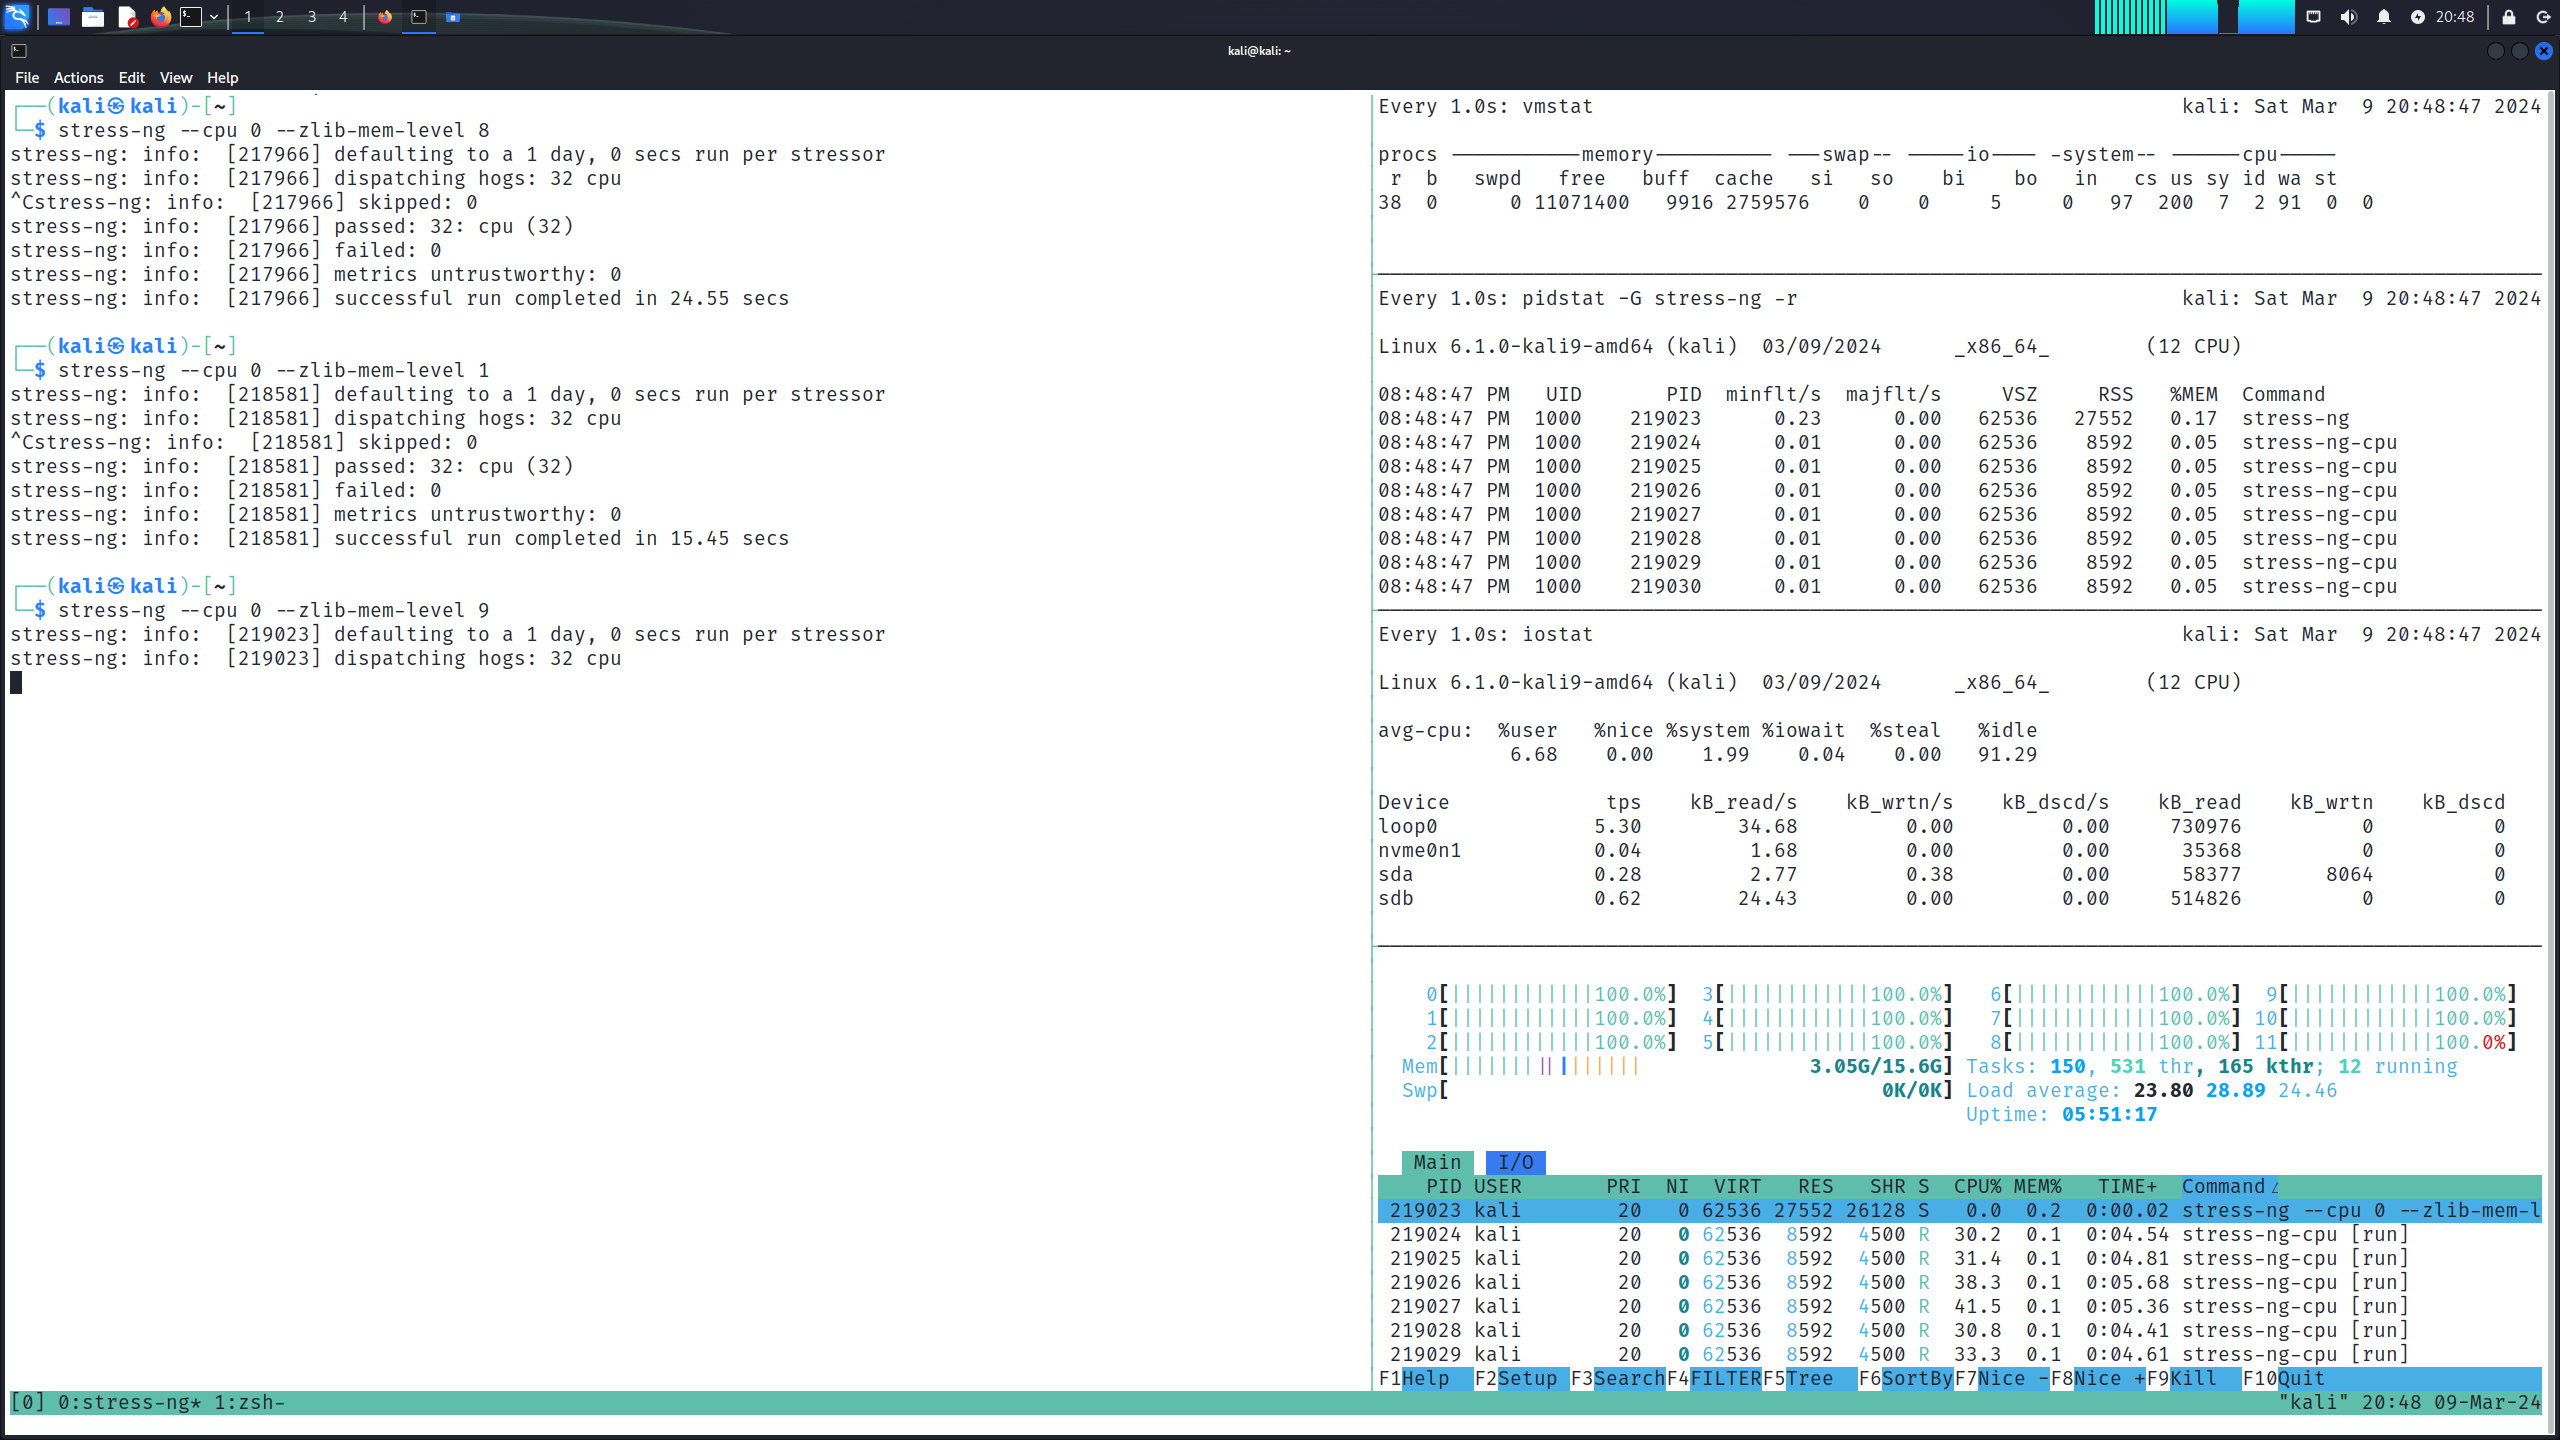 1 2 3 4 20:48
kali@kali: ~
File Actions Edit View Help
┌──(kali㉿kali)-[~]
└─$ stress-ng --cpu 0 --zlib-mem-level 8
stress-ng: info:  [217966] defaulting to a 1 day, 0 secs run per stressor
stress-ng: info:  [217966] dispatching hogs: 32 cpu
^Cstress-ng: info:  [217966] skipped: 0
stress-ng: info:  [217966] passed: 32: cpu (32)
stress-ng: info:  [217966] failed: 0
stress-ng: info:  [217966] metrics untrustworthy: 0
stress-ng: info:  [217966] successful run completed in 24.55 secs
┌──(kali㉿kali)-[~]
└─$ stress-ng --cpu 0 --zlib-mem-level 1
stress-ng: info:  [218581] defaulting to a 1 day, 0 secs run per stressor
stress-ng: info:  [218581] dispatching hogs: 32 cpu
^Cstress-ng: info:  [218581] skipped: 0
stress-ng: info:  [218581] passed: 32: cpu (32)
stress-ng: info:  [218581] failed: 0
stress-ng: info:  [218581] metrics untrustworthy: 0
stress-ng: info:  [218581] successful run completed in 15.45 secs
┌──(kali㉿kali)-[~]
└─$ stress-ng --cpu 0 --zlib-mem-level 9
stress-ng: info:  [219023] defaulting to a 1 day, 0 secs run per stressor
stress-ng: info:  [219023] dispatching hogs: 32 cpu
Every 1.0s: vmstat kali: Sat Mar  9 20:48:47 2024
procs -----------memory---------- ---swap-- -----io---- -system-- ------cpu-----
r b swpd free buff cache si so bi bo in cs us sy id wa st
38 0 0 11071400 9916 2759576 0 0 5 0 97 200 7 2 91 0 0
Every 1.0s: pidstat -G stress-ng -r kali: Sat Mar  9 20:48:47 2024
Linux 6.1.0-kali9-amd64 (kali) 03/09/2024 _x86_64_ (12 CPU)
08:48:47 PM UID PID minflt/s majflt/s VSZ RSS %MEM Command
08:48:47 PM 1000 219023 0.23 0.00 62536 27552 0.17 stress-ng
08:48:47 PM 1000 219024 0.01 0.00 62536 8592 0.05 stress-ng-cpu
08:48:47 PM 1000 219025 0.01 0.00 62536 8592 0.05 stress-ng-cpu
08:48:47 PM 1000 219026 0.01 0.00 62536 8592 0.05 stress-ng-cpu
08:48:47 PM 1000 219027 0.01 0.00 62536 8592 0.05 stress-ng-cpu
08:48:47 PM 1000 219028 0.01 0.00 62536 8592 0.05 stress-ng-cpu
08:48:47 PM 1000 219029 0.01 0.00 62536 8592 0.05 stress-ng-cpu
08:48:47 PM 1000 219030 0.01 0.00 62536 8592 0.05 stress-ng-cpu
Every 1.0s: iostat kali: Sat Mar  9 20:48:47 2024
Linux 6.1.0-kali9-amd64 (kali) 03/09/2024 _x86_64_ (12 CPU)
avg-cpu: %user %nice %system %iowait %steal %idle
6.68 0.00 1.99 0.04 0.00 91.29
Device tps kB_read/s kB_wrtn/s kB_dscd/s kB_read kB_wrtn kB_dscd
loop0 5.30 34.68 0.00 0.00 730976 0 0
nvme0n1 0.04 1.68 0.00 0.00 35368 0 0
sda 0.28 2.77 0.38 0.00 58377 8064 0
sdb 0.62 24.43 0.00 0.00 514826 0 0
0[||||||||||||100.0%] 3[||||||||||||100.0%] 6[||||||||||||100.0%] 9[||||||||||||100.0%]
1[||||||||||||100.0%] 4[||||||||||||100.0%] 7[||||||||||||100.0%] 10[||||||||||||100.0%]
2[||||||||||||100.0%] 5[||||||||||||100.0%] 8[||||||||||||100.0%] 11[||||||||||||100.0%]
Mem[|||||||||||||||| 3.05G/15.6G] Tasks: 150, 531 thr, 165 kthr; 12 running
Swp[ 0K/0K] Load average: 23.80 28.89 24.46
Uptime: 05:51:17
Main I/O
PID USER PRI NI VIRT RES SHR S CPU% MEM% TIME+ Command△
219023 kali 20 0 62536 27552 26128 S 0.0 0.2 0:00.02 stress-ng --cpu 0 --zlib-mem-l
219024 kali 20 0 62536 8592 4500 R 30.2 0.1 0:04.54 stress-ng-cpu [run]
219025 kali 20 0 62536 8592 4500 R 31.4 0.1 0:04.81 stress-ng-cpu [run]
219026 kali 20 0 62536 8592 4500 R 38.3 0.1 0:05.68 stress-ng-cpu [run]
219027 kali 20 0 62536 8592 4500 R 41.5 0.1 0:05.36 stress-ng-cpu [run]
219028 kali 20 0 62536 8592 4500 R 30.8 0.1 0:04.41 stress-ng-cpu [run]
219029 kali 20 0 62536 8592 4500 R 33.3 0.1 0:04.61 stress-ng-cpu [run]
F1Help F2Setup F3SearchF4FILTERF5Tree F6SortByF7Nice -F8Nice +F9Kill F10Quit
[0] 0:stress-ng* 1:zsh- "kali" 20:48 09-Mar-24